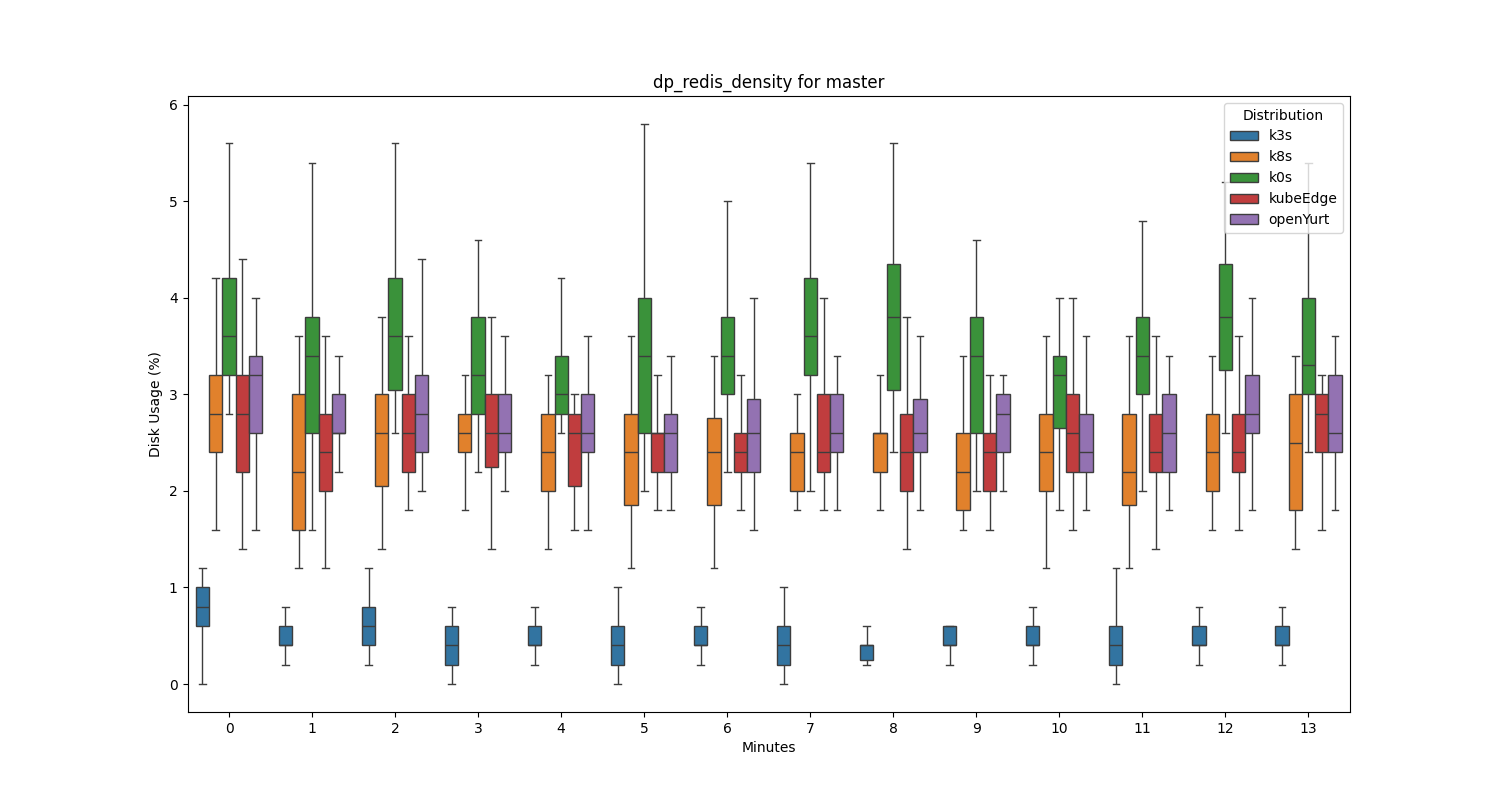 dp_redis_density for master
6
5
4
3
2
1
0
Disk Usage (%)
0 1 2 3 4 5 6 7 8 9 10 11 12 13
Minutes
Distribution
k3s
k8s
k0s
kubeEdge
openYurt